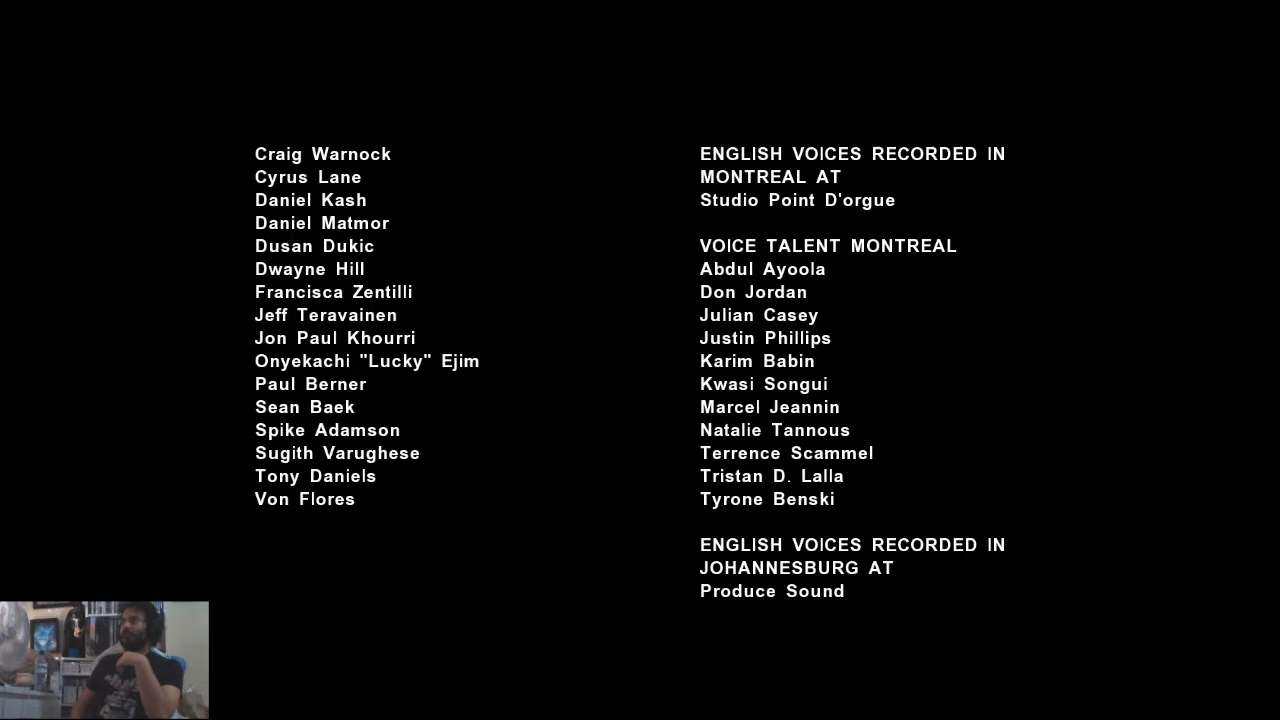 Craig Warnock
Cyrus Lane
Daniel Kash
Daniel Matmor
Dusan Dukic
Dwayne Hill
Francisca Zentilli
Jeff Teravainen
Jon Paul Khourri
Onyekachi "Lucky" Ejim
Paul Berner
Sean Baek
Spike Adamson
Sugith Varughese
Tony Daniels
Von Flores
ENGLISH VOICES RECORDED IN
MONTREAL AT
Studio Point D'orgue
VOICE TALENT MONTREAL
Abdul Ayoola
Don Jordan
Julian Casey
Justin Phillips
Karim Babin
Kwasi Songui
Marcel Jeannin
Natalie Tannous
Terrence Scammel
Tristan D. Lalla
Tyrone Benski
ENGLISH VOICES RECORDED IN
JOHANNESBURG AT
Produce Sound